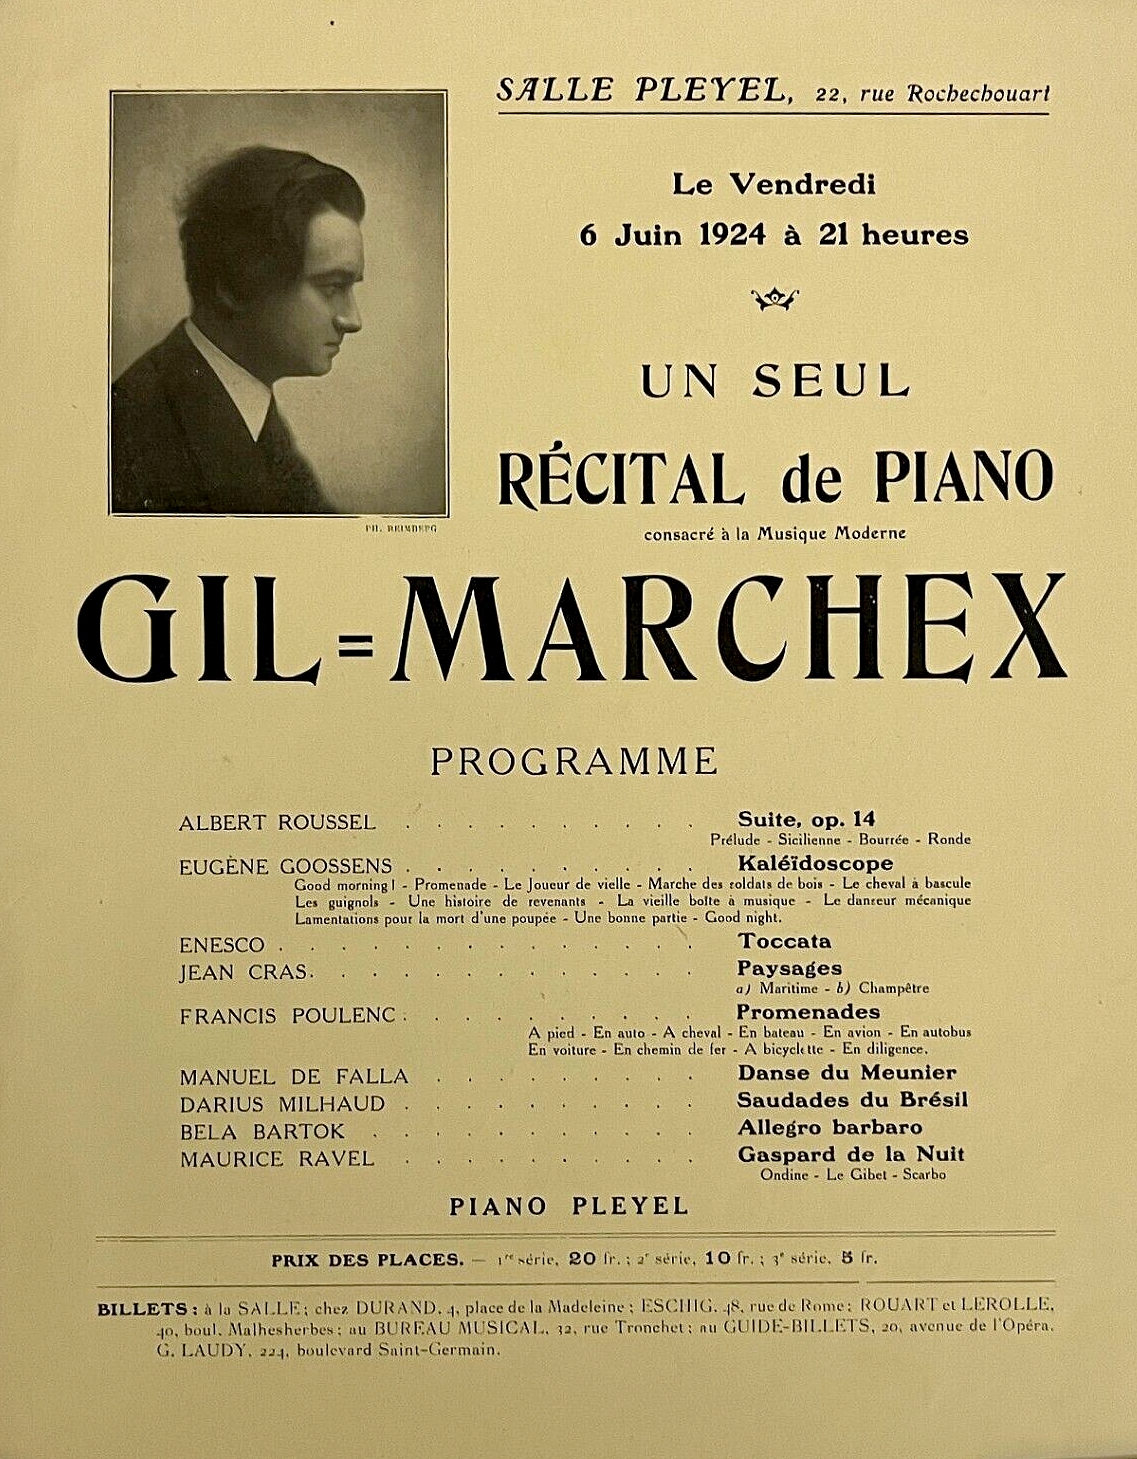 SALLE PLEYEL, 22, rue Rochechouart
Le Vendredi
6 Juin 1924 à 21 heures
UN SEUL
RÉCITAL de PIANO
consacré à la Musique Moderne
PH. REIMBERG
GIL=MARCHEX
PROGRAMME
ALBERT ROUSSEL . . . . . . . . . . Suite, op. 14
Prélude - Sicilienne - Bourrée - Ronde
EUGÈNE GOOSSENS . . . . . . . . . . Kaléïdoscope
Good morning! - Promenade - Le Joueur de vielle - Marche des soldats de bois - Le cheval à bascule
Les guignols - Une histoire de revenants - La vieille boîte à musique - Le danseur mécanique
Lamentations pour la mort d'une poupée - Une bonne partie - Good night.
ENESCO . . . . . . . . . . . . . . Toccata
JEAN CRAS . . . . . . . . . . . . . Paysages
a) Maritime - b) Champêtre
FRANCIS POULENC . . . . . . . . . . Promenades
A pied - En auto - A cheval - En bateau - En avion - En autobus
En voiture - En chemin de fer - A bicyclette - En diligence.
MANUEL DE FALLA . . . . . . . . . Danse du Meunier
DARIUS MILHAUD . . . . . . . . . . Saudades du Brésil
BELA BARTOK . . . . . . . . . . . Allegro barbaro
MAURICE RAVEL . . . . . . . . . . Gaspard de la Nuit
Ondine - Le Gibet - Scarbo
PIANO PLEYEL
PRIX DES PLACES. — 1re série, 20 fr. ; 2e série, 10 fr. ; 3e série, 5 fr.
BILLETS : à la SALLE ; chez DURAND, 4, place de la Madeleine ; ESCHIG, 48, rue de Rome ; ROUART et LEROLLE,
40, boul. Malhesherbes ; au BUREAU MUSICAL, 32, rue Tronchet ; au GUIDE-BILLETS, 20, avenue de l'Opéra,
G. LAUDY, 224, boulevard Saint-Germain.